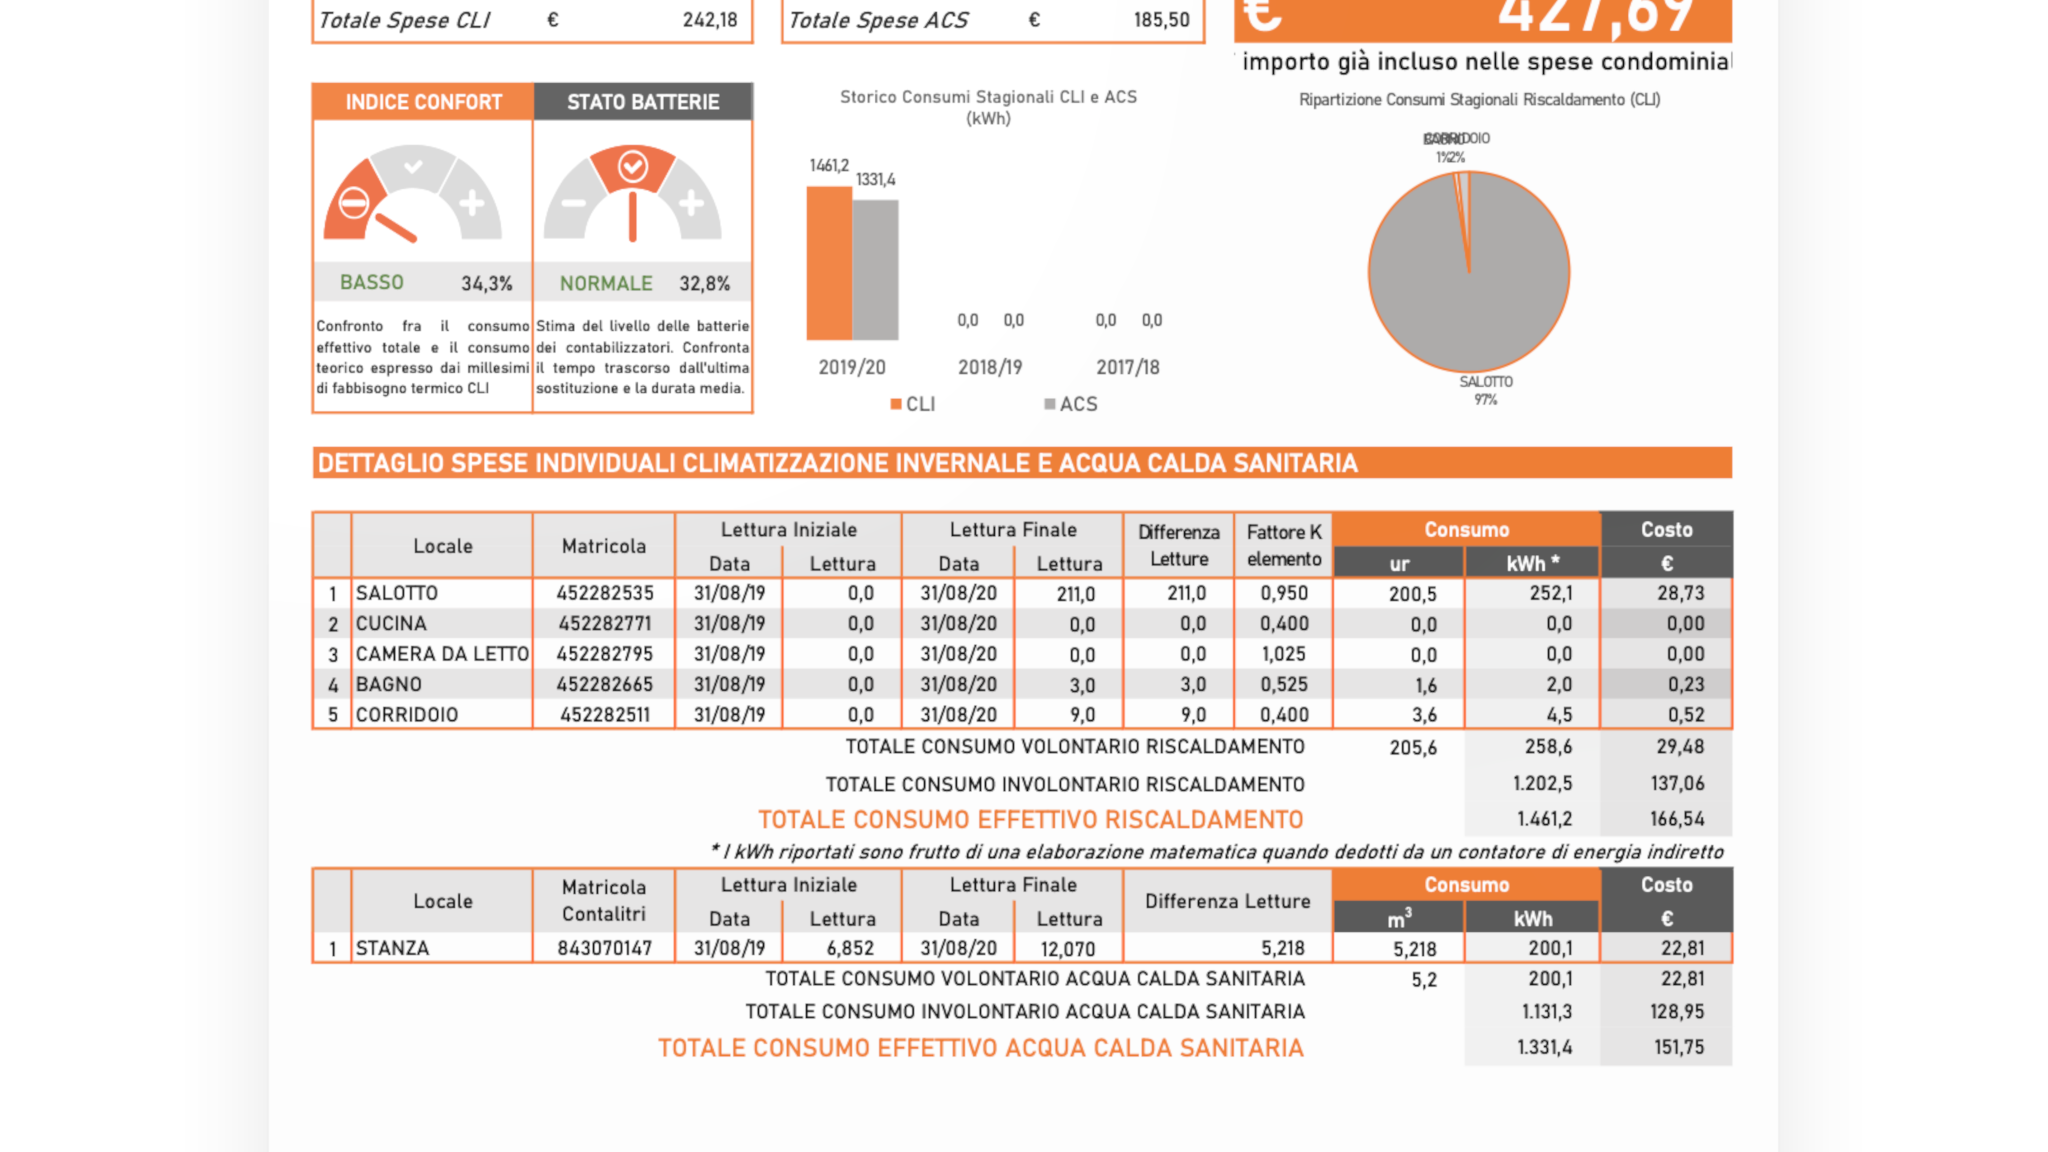 Totale Spese CLI € 242,18
Totale Spese ACS € 185,50
€ 427,69
importo già incluso nelle spese condominial
INDICE CONFORT
BASSO 34,3%
Confronto fra il consumo
effettivo totale e il consumo
teorico espresso dai millesimi
di fabbisogno termico CLI
STATO BATTERIE
NORMALE 32,8%
Stima del livello delle batterie
dei contabilizzatori. Confronta
il tempo trascorso dall'ultima
sostituzione e la durata media.
Storico Consumi Stagionali CLI e ACS
(kWh)
1461,2
1331,4
0,0 0,0 0,0 0,0
2019/20 2018/19 2017/18
CLI ACS
Ripartizione Consumi Stagionali Riscaldamento (CLI)
CORRIDOIO
1% 2%
SALOTTO
97%
DETTAGLIO SPESE INDIVIDUALI CLIMATIZZAZIONE INVERNALE E ACQUA CALDA SANITARIA
Locale Matricola Lettura Iniziale Lettura Finale Differenza Letture Fattore K elemento Consumo Costo
Data Lettura Data Lettura ur kWh * €
1 SALOTTO 452282535 31/08/19 0,0 31/08/20 211,0 211,0 0,950 200,5 252,1 28,73
2 CUCINA 452282771 31/08/19 0,0 31/08/20 0,0 0,0 0,400 0,0 0,0 0,00
3 CAMERA DA LETTO 452282795 31/08/19 0,0 31/08/20 0,0 0,0 1,025 0,0 0,0 0,00
4 BAGNO 452282665 31/08/19 0,0 31/08/20 3,0 3,0 0,525 1,6 2,0 0,23
5 CORRIDOIO 452282511 31/08/19 0,0 31/08/20 9,0 9,0 0,400 3,6 4,5 0,52
TOTALE CONSUMO VOLONTARIO RISCALDAMENTO 205,6 258,6 29,48
TOTALE CONSUMO INVOLONTARIO RISCALDAMENTO 1.202,5 137,06
TOTALE CONSUMO EFFETTIVO RISCALDAMENTO 1.461,2 166,54
* I kWh riportati sono frutto di una elaborazione matematica quando dedotti da un contatore di energia indiretto
Locale Matricola Contalitri Lettura Iniziale Lettura Finale Differenza Letture Consumo Costo
Data Lettura Data Lettura m³ kWh €
1 STANZA 843070147 31/08/19 6,852 31/08/20 12,070 5,218 5,218 200,1 22,81
TOTALE CONSUMO VOLONTARIO ACQUA CALDA SANITARIA 5,2 200,1 22,81
TOTALE CONSUMO INVOLONTARIO ACQUA CALDA SANITARIA 1.131,3 128,95
TOTALE CONSUMO EFFETTIVO ACQUA CALDA SANITARIA 1.331,4 151,75